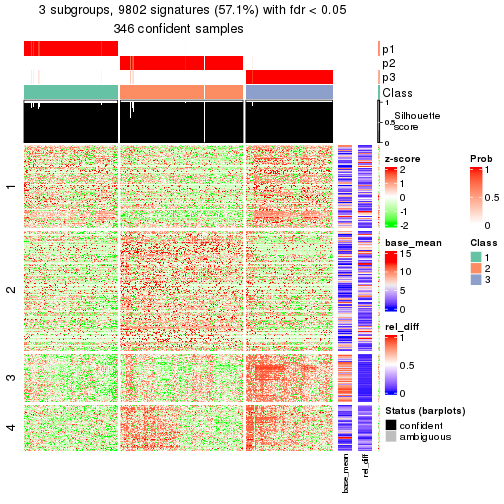 3 subgroups, 9802 signatures (57.1%) with fdr < 0.05
346 confident samples
p1
p2
p3
Class
1
0.5
0
Silhouette
score
1
2
3
4
base_mean
rel_diff
z-score
2
1
0
-1
-2
base_mean
15
10
5
0
rel_diff
1
0.5
0
Status (barplots)
confident
ambiguous
Prob
1
0.5
0
Class
1
2
3